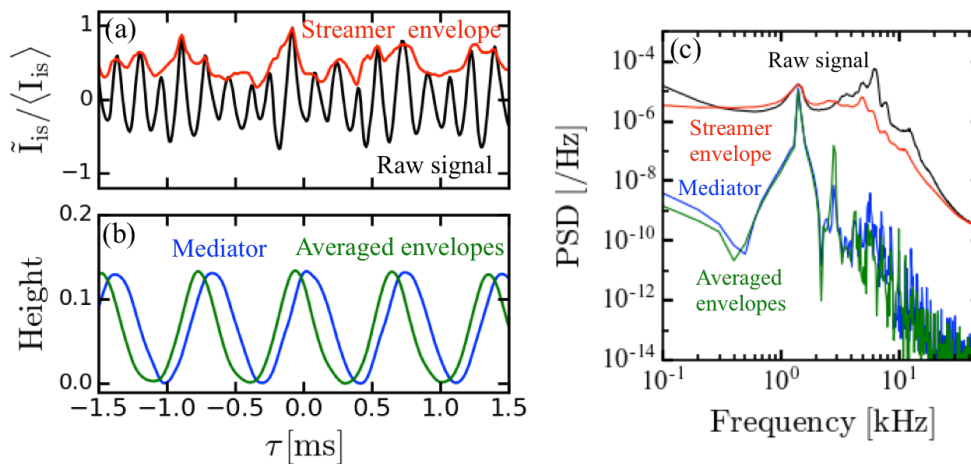 (a)
Streamer envelope
Raw signal
Ĩis/⟨Iis⟩
1
0
−1
(b)
Mediator
Averaged envelopes
Height
0.2
0.1
0.0
−1.5 −1.0 −0.5 0.0 0.5 1.0 1.5
τ [ms]
(c)
Raw signal
Streamer
envelope
Mediator
Averaged
envelopes
PSD [/Hz]
10⁻⁴
10⁻⁶
10⁻⁸
10⁻¹⁰
10⁻¹²
10⁻¹⁴
10⁻¹ 10⁰ 10¹
Frequency [kHz]